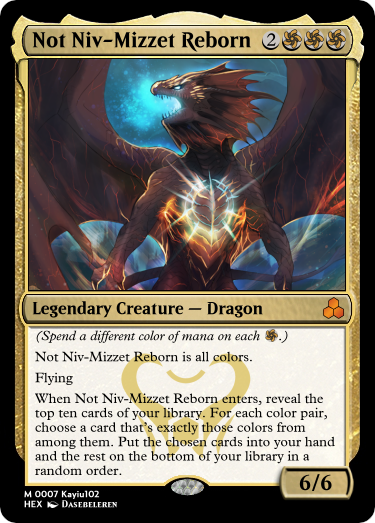 Not Niv-Mizzet Reborn 2
Legendary Creature — Dragon
(Spend a different color of mana on each .)
Not Niv-Mizzet Reborn is all colors.
Flying
When Not Niv-Mizzet Reborn enters, reveal the
top ten cards of your library. For each color pair,
choose a card that's exactly those colors from
among them. Put the chosen cards into your hand
and the rest on the bottom of your library in a
random order.
6/6
M 0007 Kayiu102
HEX Dasebeleren